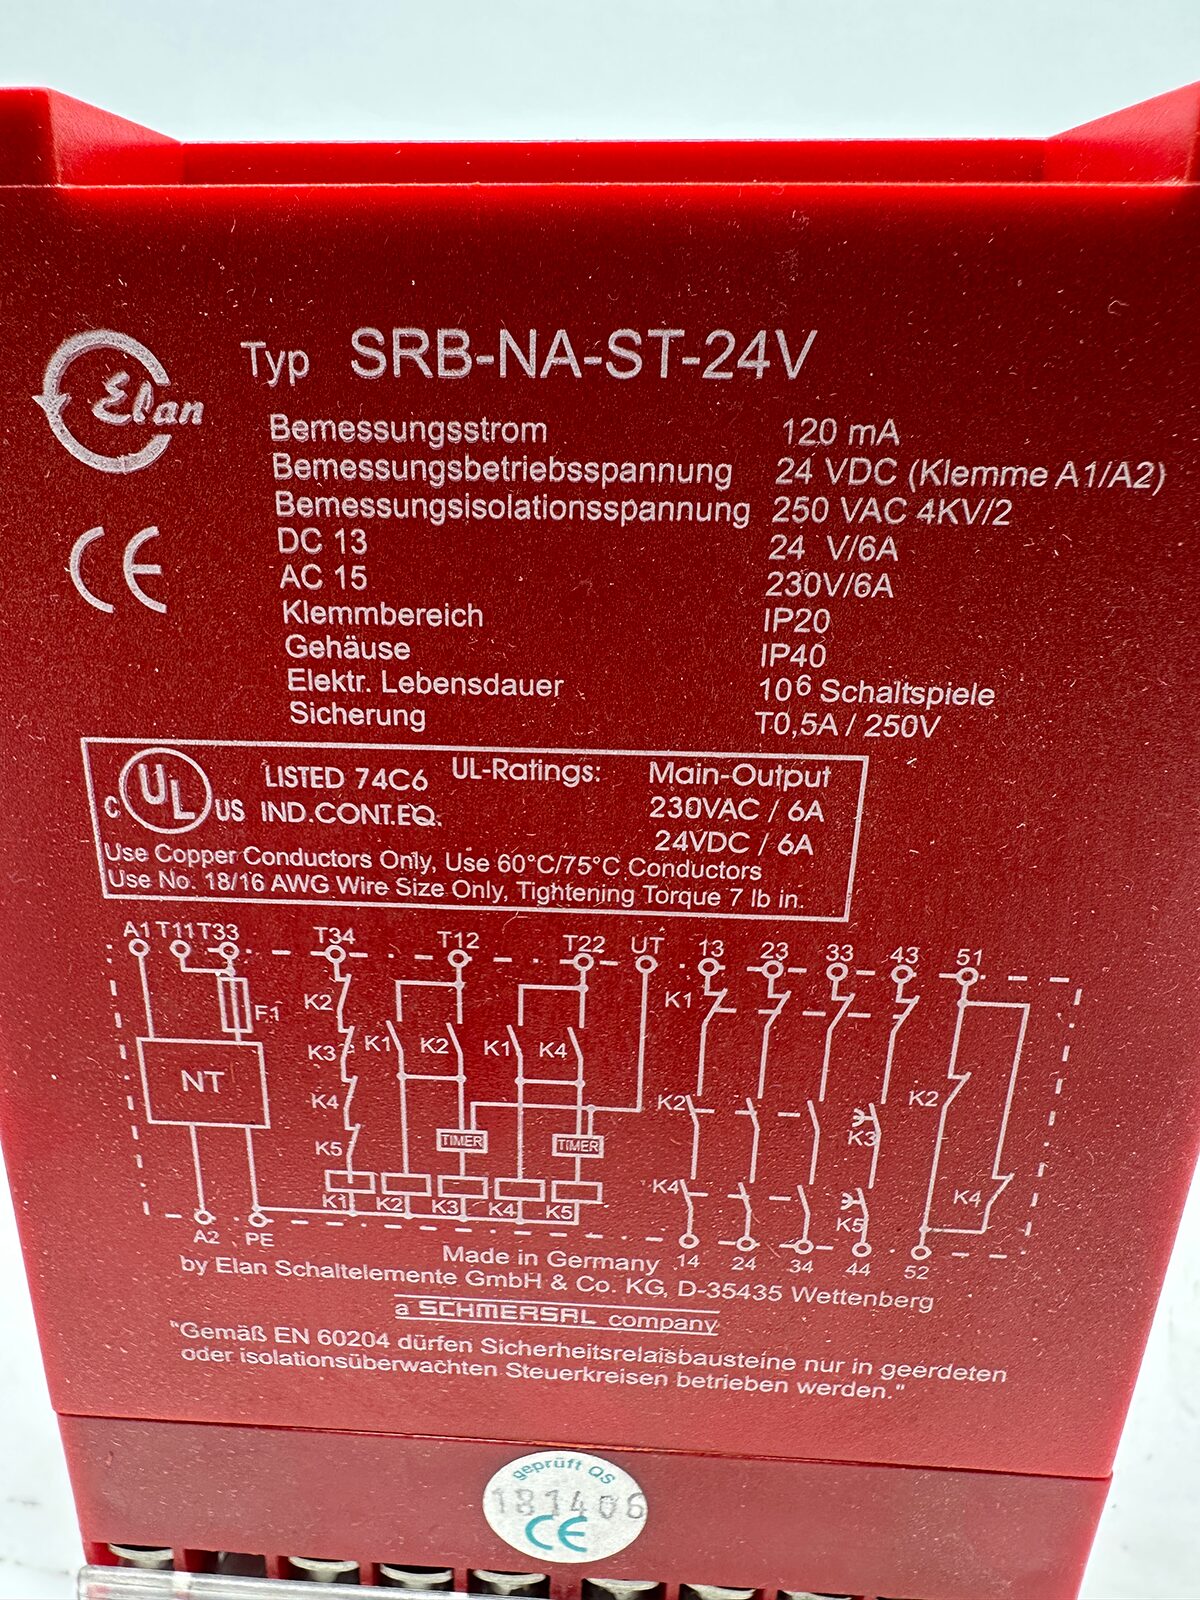 Elan
Typ SRB-NA-ST-24V
Bemessungsstrom 120 mA
Bemessungsbetriebsspannung 24 VDC (Klemme A1/A2)
Bemessungsisolationsspannung 250 VAC 4KV/2
DC 13 24 V/6A
AC 15 230V/6A
Klemmbereich IP20
Gehäuse IP40
Elektr. Lebensdauer 10⁶ Schaltspiele
Sicherung T0,5A / 250V
CE
C UL US LISTED 74C6 UL-Ratings: Main-Output
IND.CONT.EQ. 230VAC / 6A
24VDC / 6A
Use Copper Conductors Only, Use 60°C/75°C Conductors
Use No. 18/16 AWG Wire Size Only, Tightening Torque 7 lb in.
A1 T11 T33 T34 T12 T22 UT 13 23 33 43 51
F1 K2 K1
K3 K1 K2 K1 K4
NT K4 K2 K2
K5 TIMER TIMER K3
K1 K2 K3 K4 K5 K4 K5 K4
A2 PE 14 24 34 44 52
Made in Germany
by Elan Schaltelemente GmbH & Co. KG, D-35435 Wettenberg
a SCHMERSAL company
"Gemäß EN 60204 dürfen Sicherheitsrelaisbausteine nur in geerdeten
oder isolationsüberwachten Steuerkreisen betrieben werden."
geprüft QS
181406
CE